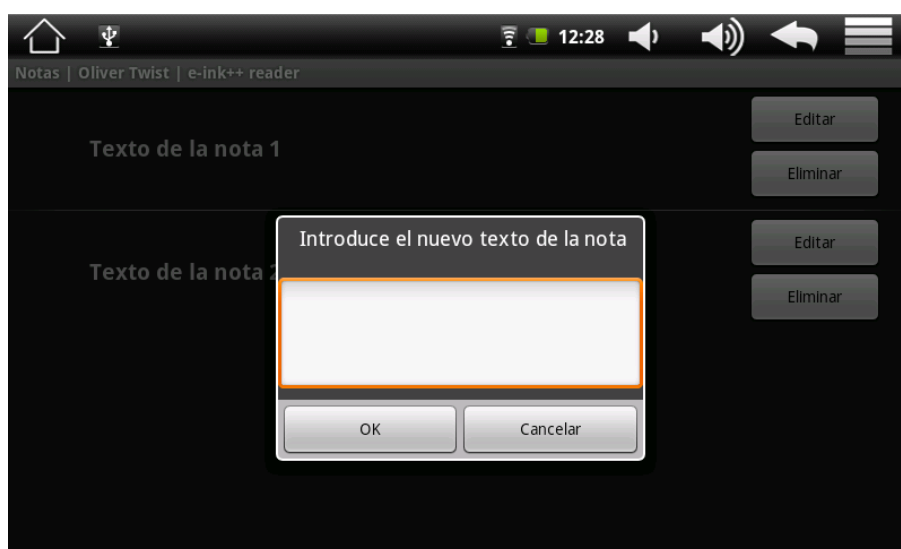 12:28
Notas | Oliver Twist | e-ink++ reader
Editar
Texto de la nota 1
Eliminar
Introduce el nuevo texto de la nota
Editar
Texto de la nota 2
Eliminar
OK
Cancelar